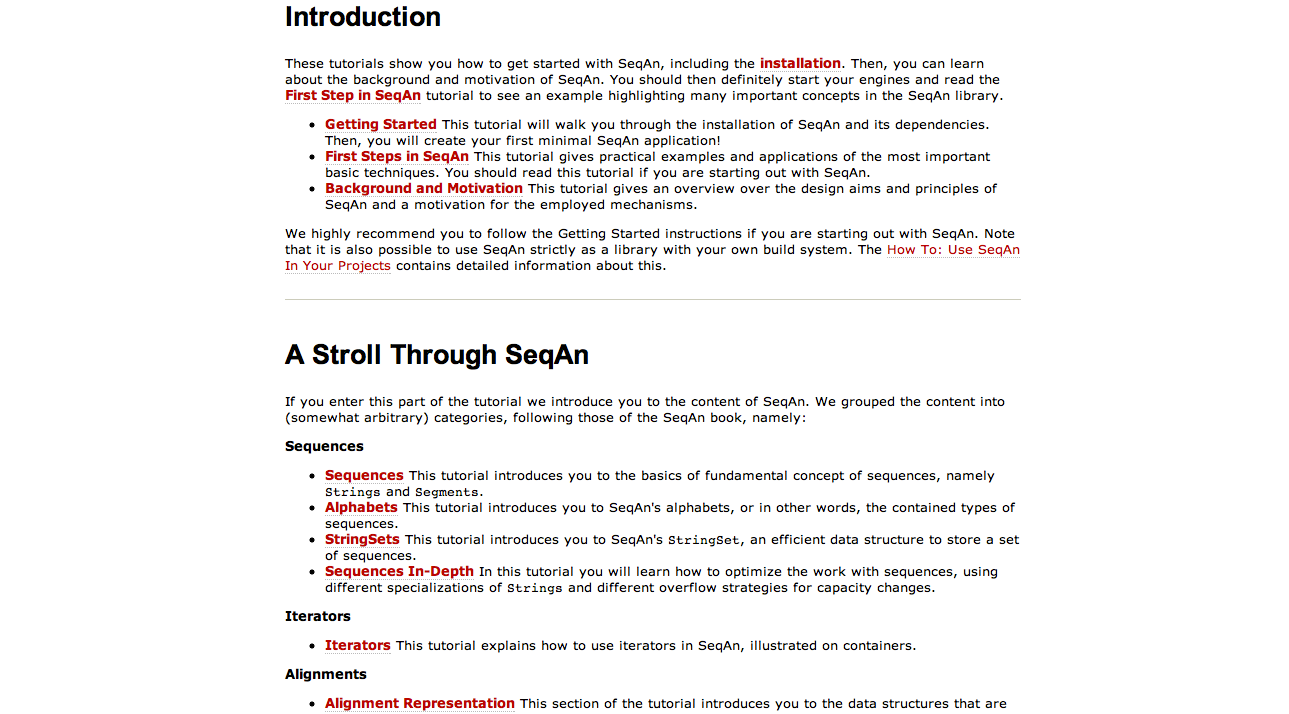 Introduction
These tutorials show you how to get started with SeqAn, including the installation. Then, you can learn
about the background and motivation of SeqAn. You should then definitely start your engines and read the
First Step in SeqAn tutorial to see an example highlighting many important concepts in the SeqAn library.
• Getting Started This tutorial will walk you through the installation of SeqAn and its dependencies.
Then, you will create your first minimal SeqAn application!
• First Steps in SeqAn This tutorial gives practical examples and applications of the most important
basic techniques. You should read this tutorial if you are starting out with SeqAn.
• Background and Motivation This tutorial gives an overview over the design aims and principles of
SeqAn and a motivation for the employed mechanisms.
We highly recommend you to follow the Getting Started instructions if you are starting out with SeqAn. Note
that it is also possible to use SeqAn strictly as a library with your own build system. The How To: Use SeqAn
In Your Projects contains detailed information about this.
A Stroll Through SeqAn
If you enter this part of the tutorial we introduce you to the content of SeqAn. We grouped the content into
(somewhat arbitrary) categories, following those of the SeqAn book, namely:
Sequences
• Sequences This tutorial introduces you to the basics of fundamental concept of sequences, namely
Strings and Segments.
• Alphabets This tutorial introduces you to SeqAn's alphabets, or in other words, the contained types of
sequences.
• StringSets This tutorial introduces you to SeqAn's StringSet, an efficient data structure to store a set
of sequences.
• Sequences In-Depth In this tutorial you will learn how to optimize the work with sequences, using
different specializations of Strings and different overflow strategies for capacity changes.
Iterators
• Iterators This tutorial explains how to use iterators in SeqAn, illustrated on containers.
Alignments
• Alignment Representation This section of the tutorial introduces you to the data structures that are